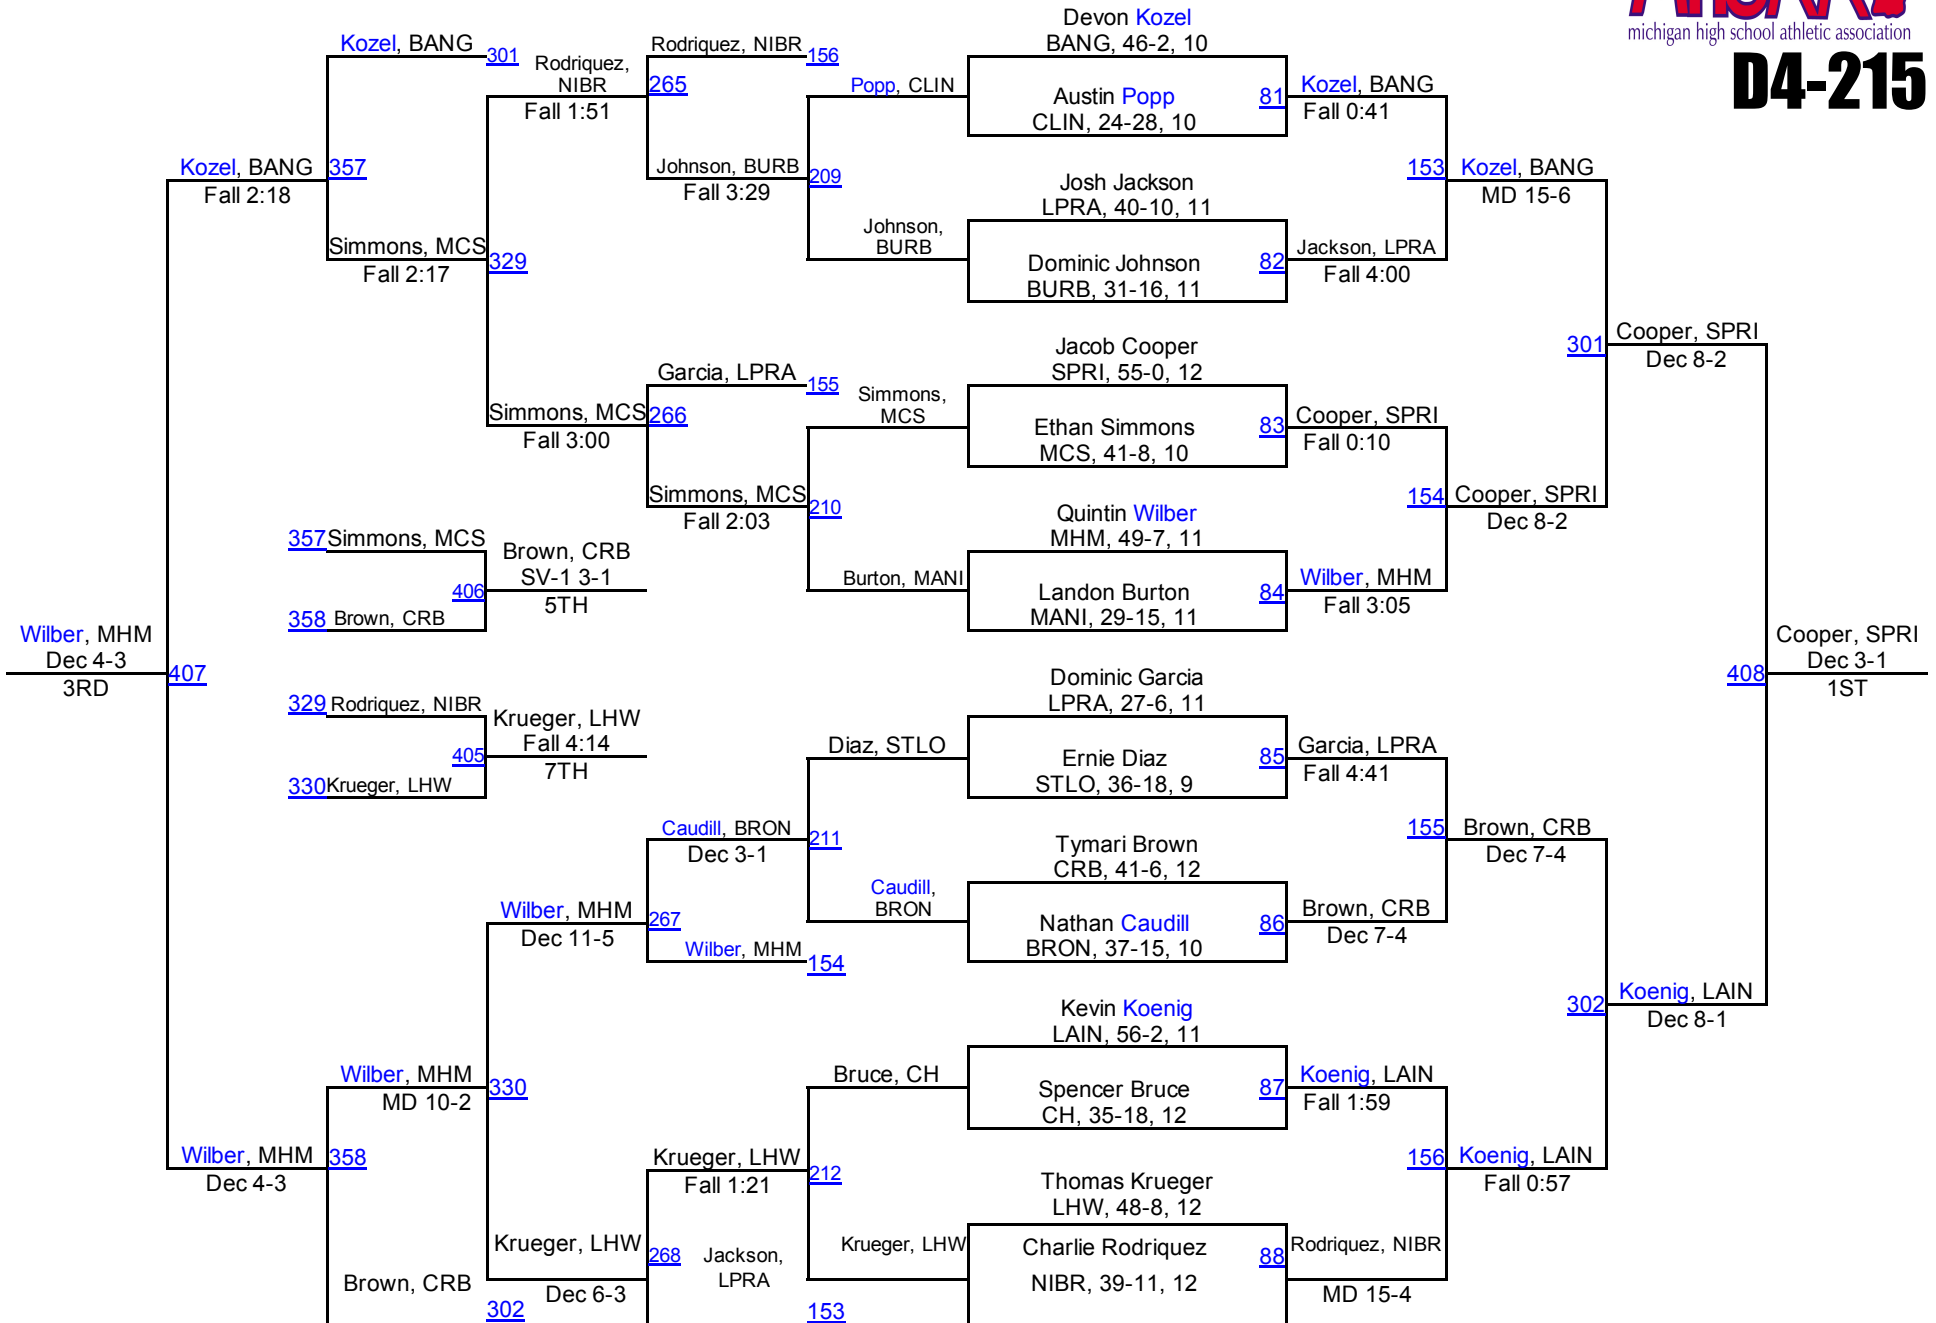 michigan high school athletic association
D4-215
Kozel, BANG
301
Rodriquez,
NIBR
Fall 1:51
Rodriquez, NIBR
156
265
Popp, CLIN
Devon Kozel
BANG, 46-2, 10
Austin Popp
CLIN, 24-28, 10
81
Kozel, BANG
Fall 0:41
Kozel, BANG
Fall 2:18
357
Johnson, BURB
Fall 3:29
209
Josh Jackson
LPRA, 40-10, 11
153
Kozel, BANG
MD 15-6
Simmons, MCS
Fall 2:17
329
Johnson,
BURB
Dominic Johnson
BURB, 31-16, 11
82
Jackson, LPRA
Fall 4:00
301
Cooper, SPRI
Dec 8-2
Jacob Cooper
SPRI, 55-0, 12
Garcia, LPRA
155
Simmons,
MCS
Simmons, MCS
Fall 3:00
266
Ethan Simmons
MCS, 41-8, 10
83
Cooper, SPRI
Fall 0:10
Simmons, MCS
Fall 2:03
210
154
Cooper, SPRI
Dec 8-2
Quintin Wilber
MHM, 49-7, 11
357
Simmons, MCS
Brown, CRB
SV-1 3-1
5TH
406
358
Brown, CRB
Burton, MANI
Landon Burton
MANI, 29-15, 11
84
Wilber, MHM
Fall 3:05
Wilber, MHM
Dec 4-3
3RD
407
408
Cooper, SPRI
Dec 3-1
1ST
Dominic Garcia
LPRA, 27-6, 11
329
Rodriquez, NIBR
Krueger, LHW
Fall 4:14
7TH
405
330
Krueger, LHW
Diaz, STLO
Ernie Diaz
STLO, 36-18, 9
85
Garcia, LPRA
Fall 4:41
Caudill, BRON
Dec 3-1
211
155
Brown, CRB
Dec 7-4
Tymari Brown
CRB, 41-6, 12
Caudill,
BRON
Wilber, MHM
Dec 11-5
267
Nathan Caudill
BRON, 37-15, 10
86
Brown, CRB
Dec 7-4
Wilber, MHM
154
302
Koenig, LAIN
Dec 8-1
Kevin Koenig
LAIN, 56-2, 11
Wilber, MHM
MD 10-2
330
Bruce, CH
Spencer Bruce
CH, 35-18, 12
87
Koenig, LAIN
Fall 1:59
Wilber, MHM
Dec 4-3
358
Krueger, LHW
Fall 1:21
212
156
Koenig, LAIN
Fall 0:57
Thomas Krueger
LHW, 48-8, 12
Krueger, LHW
Dec 6-3
268
Jackson,
LPRA
153
Krueger, LHW
Charlie Rodriquez
NIBR, 39-11, 12
88
Rodriquez, NIBR
MD 15-4
Brown, CRB
302